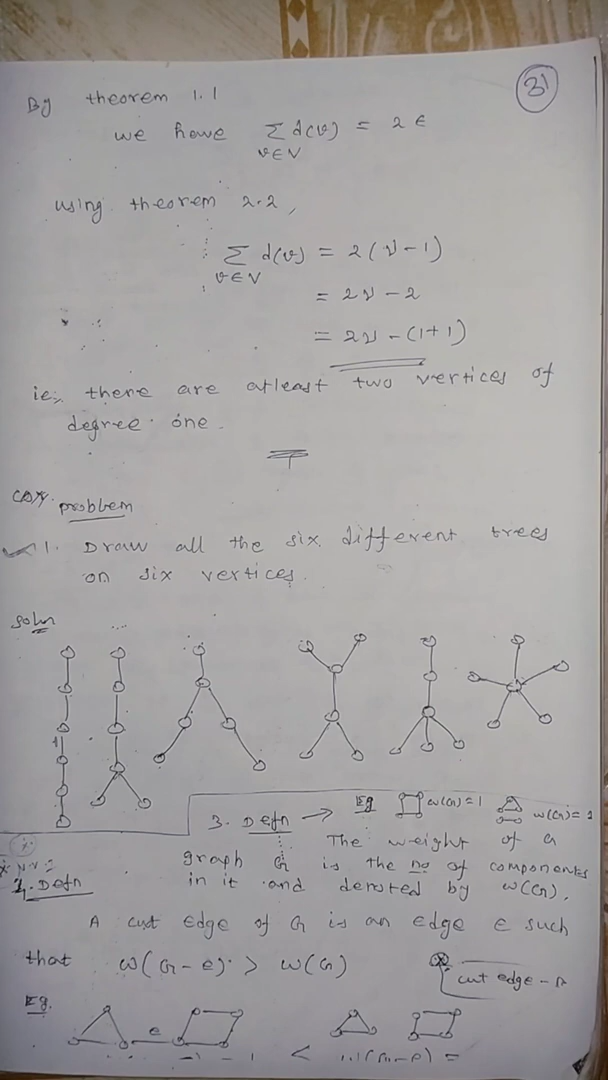 31
By theorem 1.1
we have Σ d(v) = 2ϵ
v∈V
using theorem 2.2,
Σ d(v) = 2(ν-1)
v∈V
= 2ν - 2
= 2ν - (1+1)
ie; there are atleast two vertices of
degree one.
problem
1. Draw all the six different trees
on six vertices.
Soln
3. Defn → Eg w(G)=1 w(G)=2
The weight of a
graph G is the no of components
in it and denoted by w(G).
Defn
A cut edge of G is an edge e such
that w(G-e) > w(G)
cut edge
Eg.
e
<